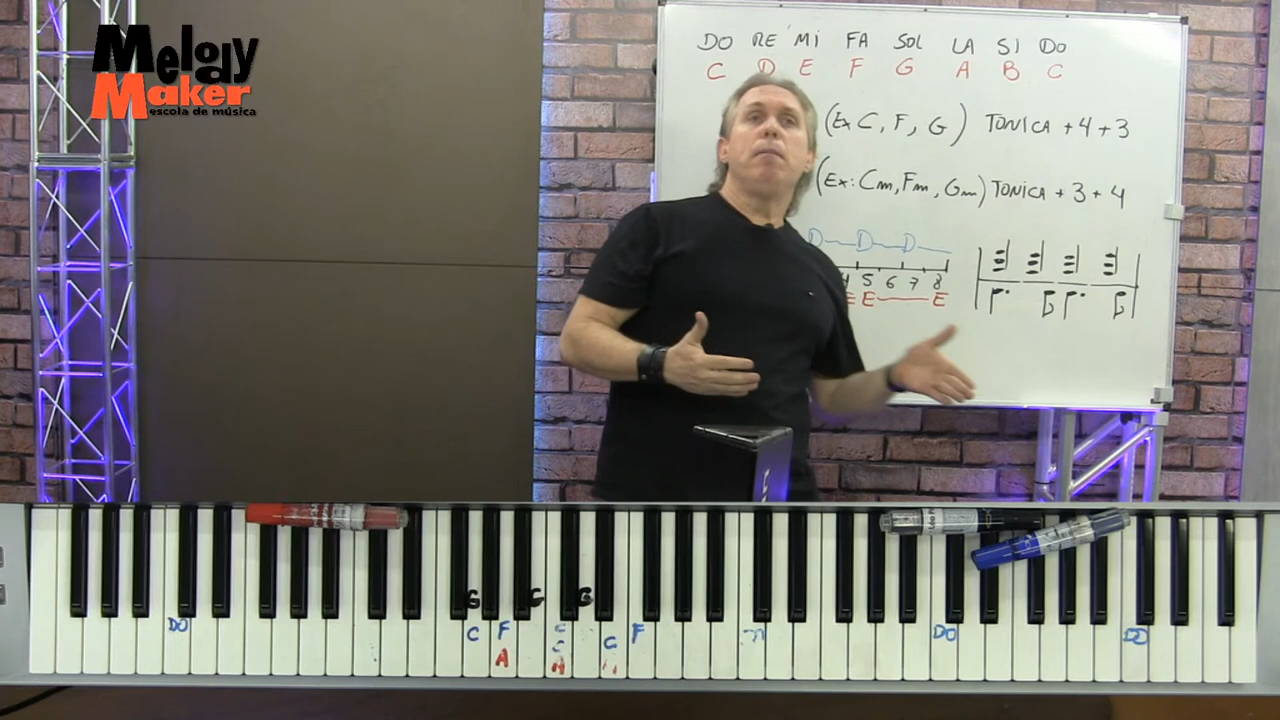 Melody
Maker
escola de música
DO RE MI FA SOL LA SI DO
C D E F G A B C
(Ex C, F, G) TONICA +4+3
(Ex: Cm, Fm, Gm) TONICA +3+4
D D D
4 5 6 7 8
E E E
G G G
DO C F C C F DO DO
A A